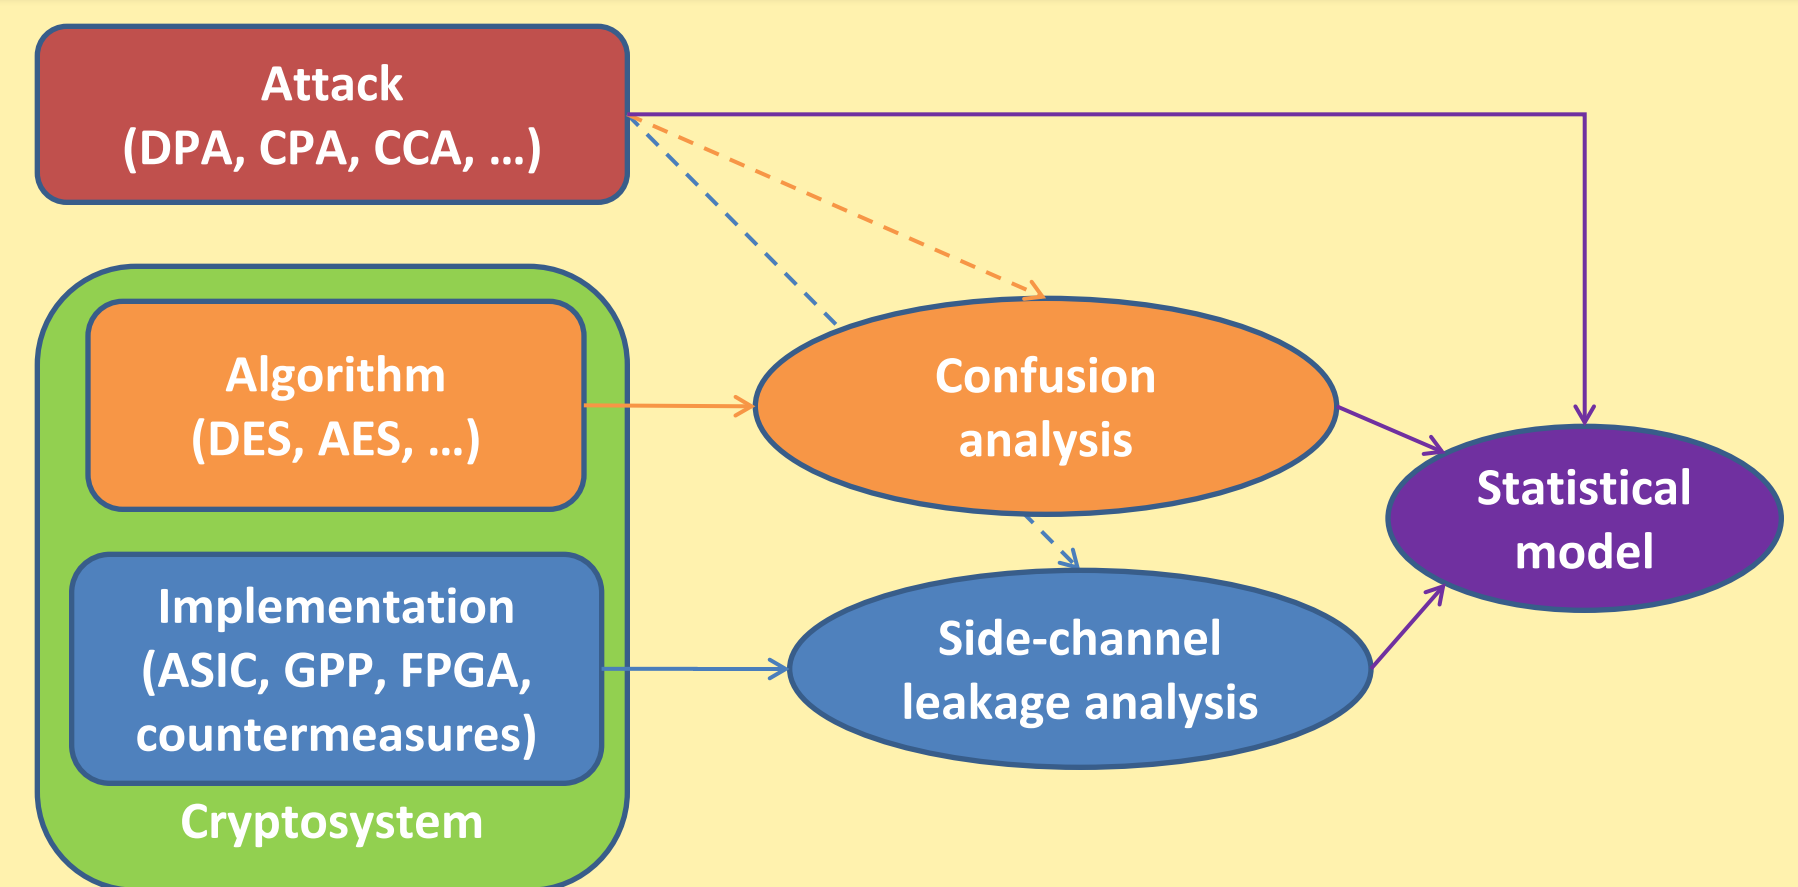 Attack
(DPA, CPA, CCA, ...)
Algorithm
(DES, AES, ...)
Confusion
analysis
Statistical
model
Implementation
(ASIC, GPP, FPGA,
countermeasures)
Side-channel
leakage analysis
Cryptosystem